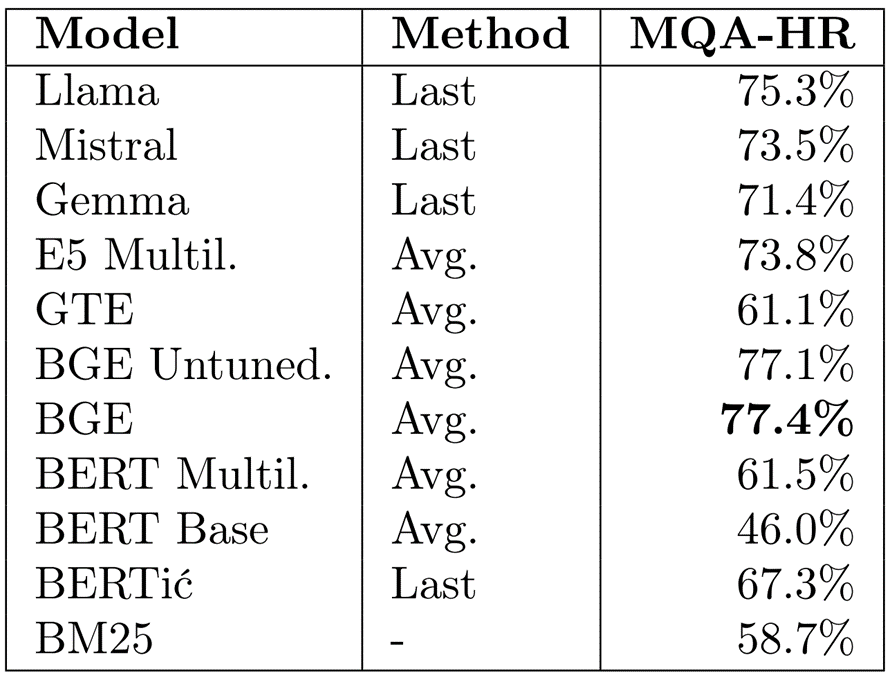 Model Method MQA-HR
Llama Last 75.3%
Mistral Last 73.5%
Gemma Last 71.4%
E5 Multil. Avg. 73.8%
GTE Avg. 61.1%
BGE Untuned. Avg. 77.1%
BGE Avg. 77.4%
BERT Multil. Avg. 61.5%
BERT Base Avg. 46.0%
BERTić Last 67.3%
BM25 - 58.7%